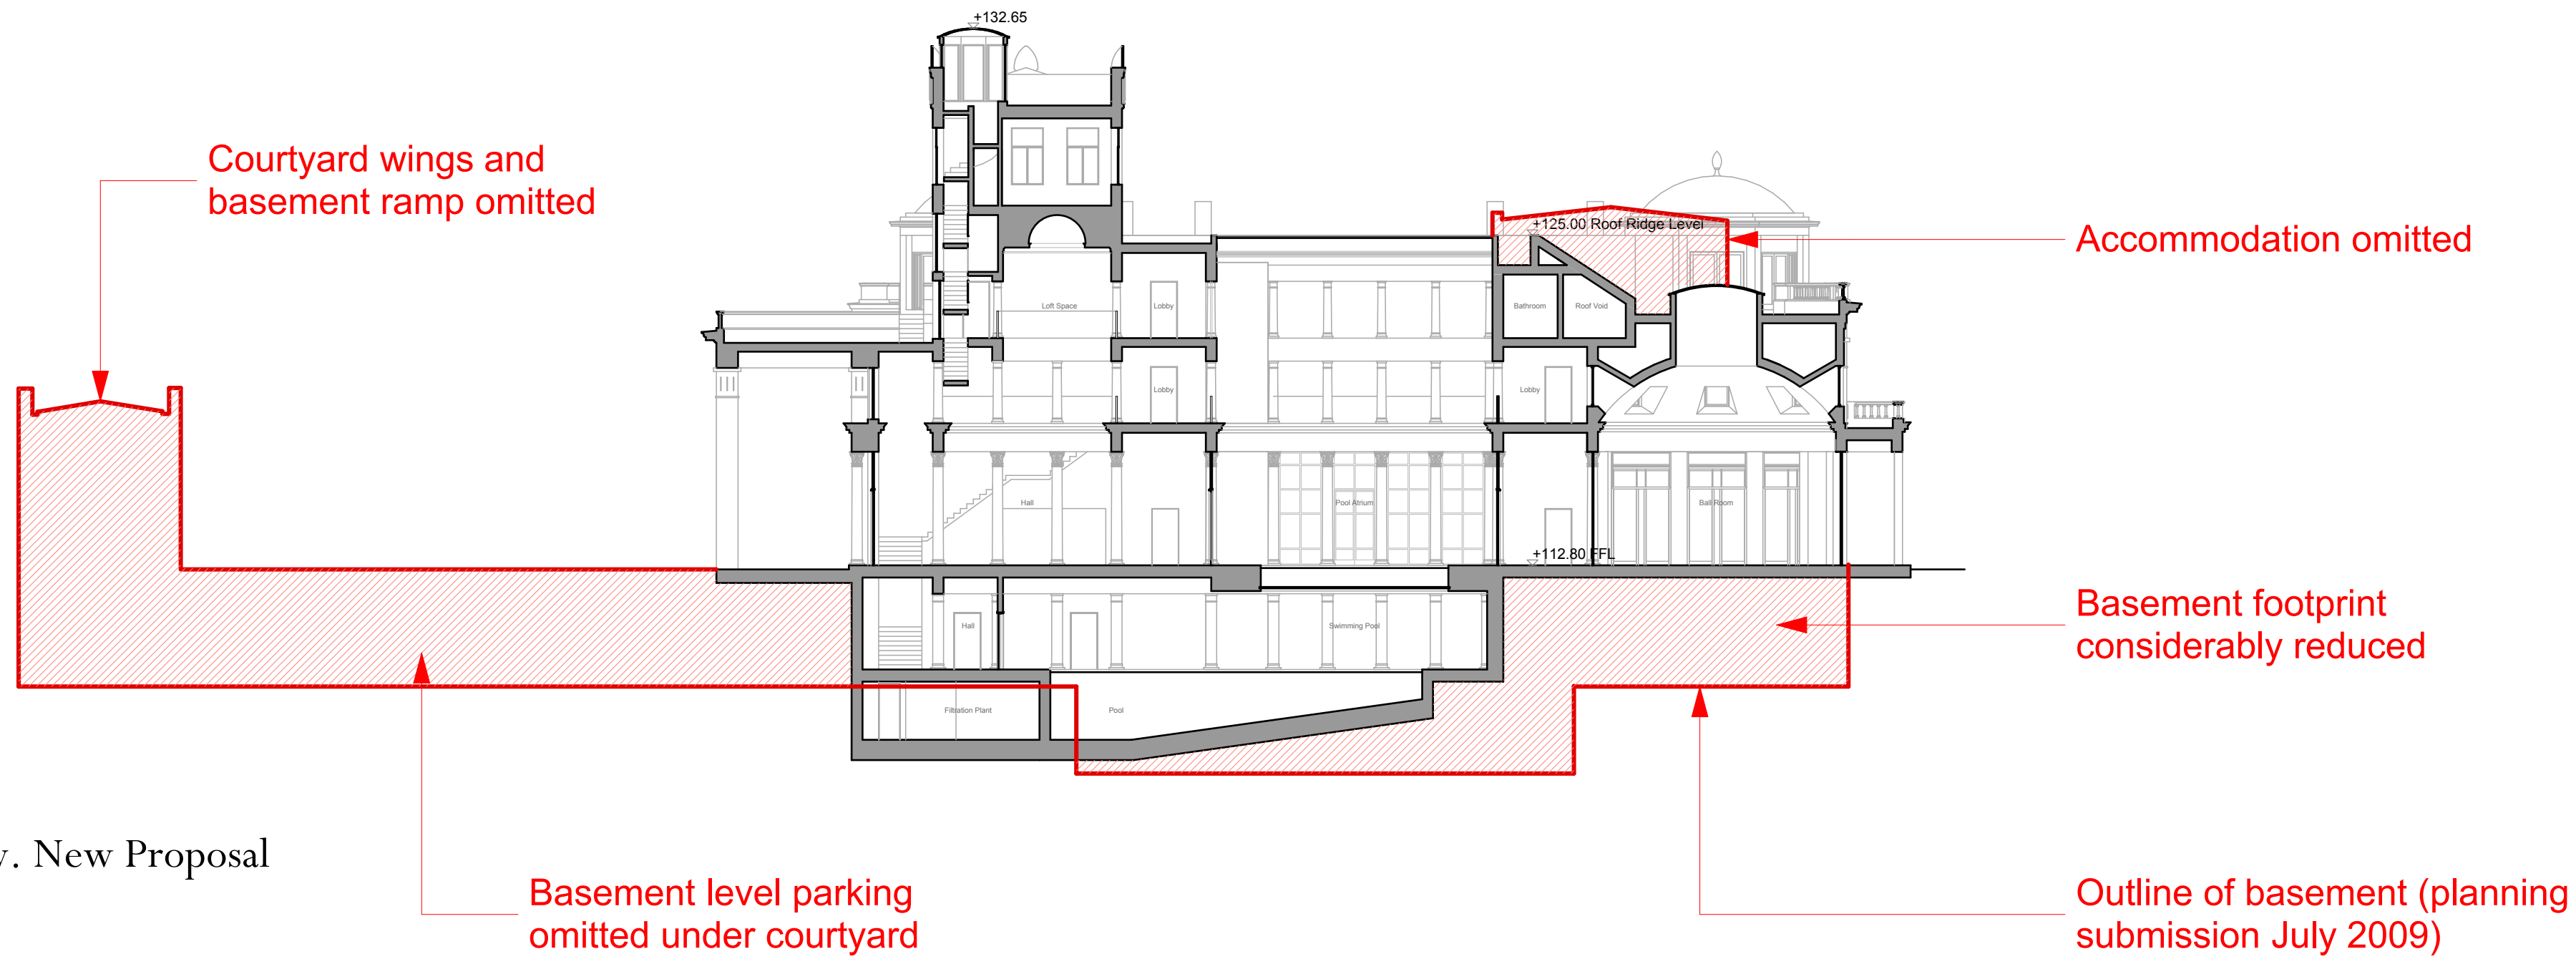 +132.65
Courtyard wings and
basement ramp omitted
+125.00 Roof Ridge Level
Accommodation omitted
Loft Space
Lobby
Bathroom
Roof Void
Lobby
Lobby
Hall
Pool Atrium
Ball Room
+112.80 FFL
Basement footprint
considerably reduced
Hall
Swimming Pool
Filtration Plant
Pool
v. New Proposal
Basement level parking
omitted under courtyard
Outline of basement (planning
submission July 2009)